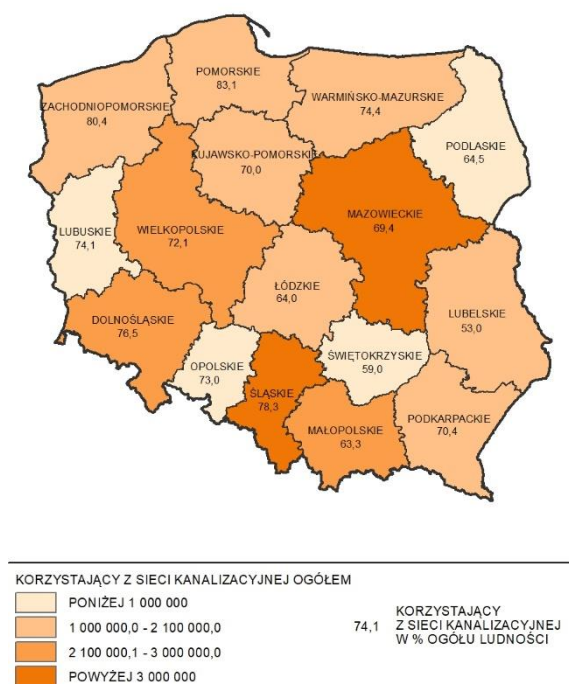 POMORSKIE
83,1
ZACHODNIOPOMORSKIE
80,4
WARMIŃSKO-MAZURSKIE
74,4
PODLASKIE
64,5
KUJAWSKO-POMORSKIE
70,0
MAZOWIECKIE
69,4
LUBUSKIE
74,1
WIELKOPOLSKIE
72,1
ŁÓDZKIE
64,0
LUBELSKIE
53,0
DOLNOŚLĄSKIE
76,5
OPOLSKIE
73,0
ŚWIĘTOKRZYSKIE
59,0
ŚLĄSKIE
78,3
MAŁOPOLSKIE
63,3
PODKARPACKIE
70,4
KORZYSTAJĄCY Z SIECI KANALIZACYJNEJ OGÓŁEM
PONIŻEJ 1 000 000
1 000 000,0 - 2 100 000,0
2 100 000,1 - 3 000 000,0
POWYŻEJ 3 000 000
74,1
KORZYSTAJĄCY
Z SIECI KANALIZACYJNEJ
W % OGÓŁU LUDNOŚCI